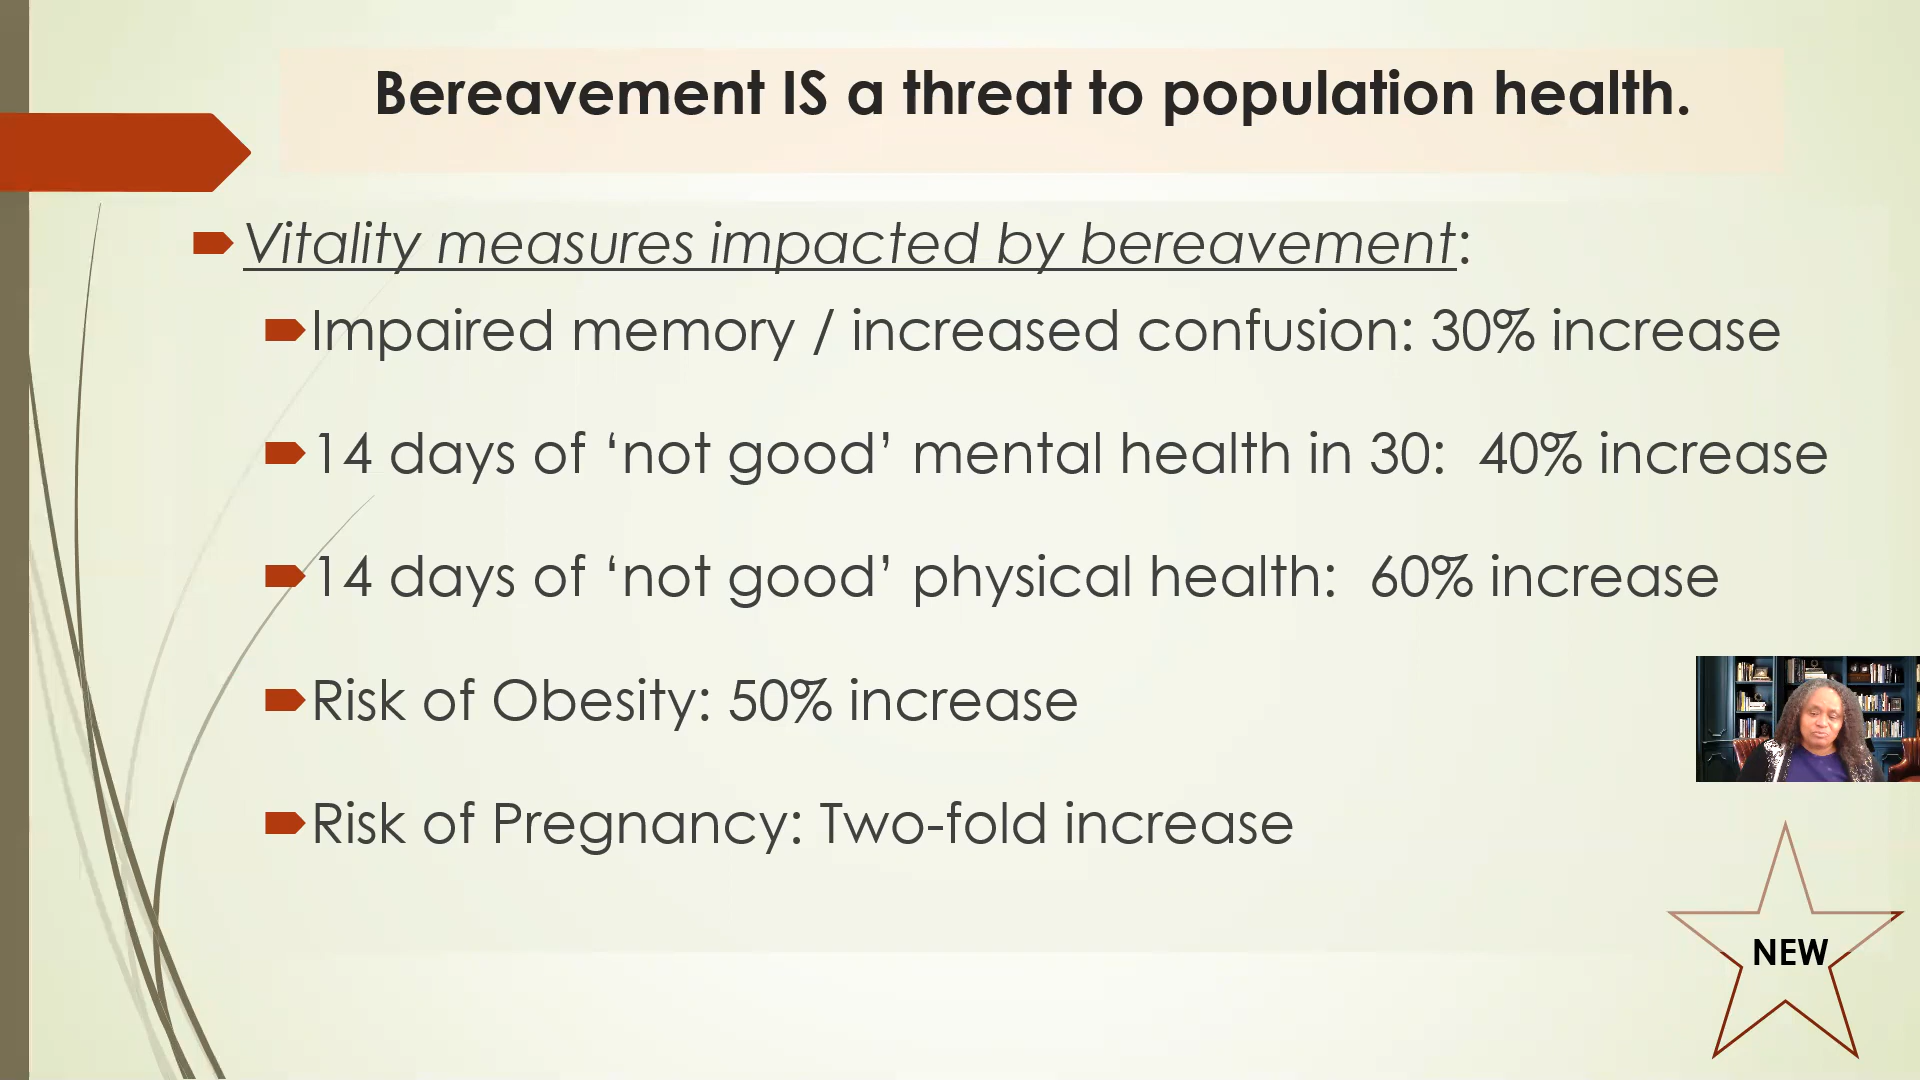 Bereavement IS a threat to population health.
Vitality measures impacted by bereavement:
Impaired memory / increased confusion: 30% increase
14 days of ‘not good’ mental health in 30:  40% increase
14 days of ‘not good’ physical health:  60% increase
Risk of Obesity: 50% increase
Risk of Pregnancy: Two-fold increase
NEW